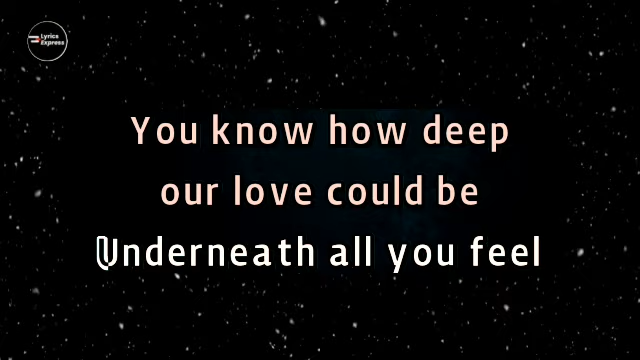 Lyrics
Express
You know how deep
our love could be
Underneath all you feel